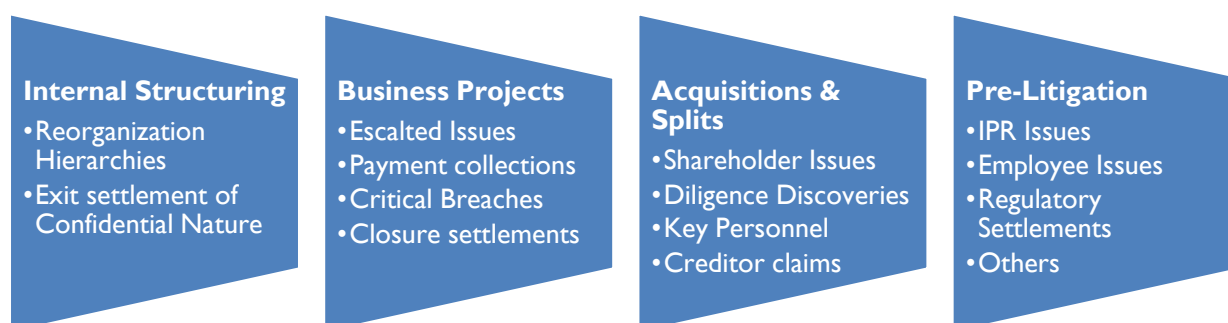 Internal Structuring
•Reorganization
Hierarchies
•Exit settlement of
Confidential Nature
Business Projects
•Escalted Issues
•Payment collections
•Critical Breaches
•Closure settlements
Acquisitions &
Splits
•Shareholder Issues
•Diligence Discoveries
•Key Personnel
•Creditor claims
Pre-Litigation
•IPR Issues
•Employee Issues
•Regulatory
Settlements
•Others